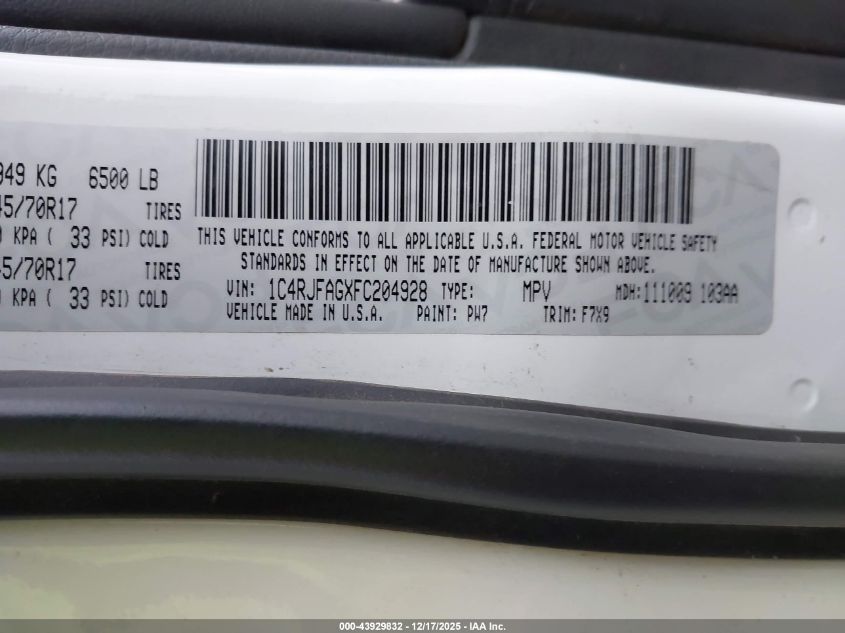 949 KG 6500 LB
45/70R17 TIRES
KPA ( 33 PSI) COLD
45/70R17 TIRES
KPA ( 33 PSI) COLD
THIS VEHICLE CONFORMS TO ALL APPLICABLE U.S.A. FEDERAL MOTOR VEHICLE SAFETY
STANDARDS IN EFFECT ON THE DATE OF MANUFACTURE SHOWN ABOVE.
VIN: 1C4RJFAGXFC204928 TYPE: MPV MDH:111009 103AA
VEHICLE MADE IN U.S.A. PAINT: PW7 TRIM: F7X9
000-43929832 - 12/17/2025 - IAA Inc.